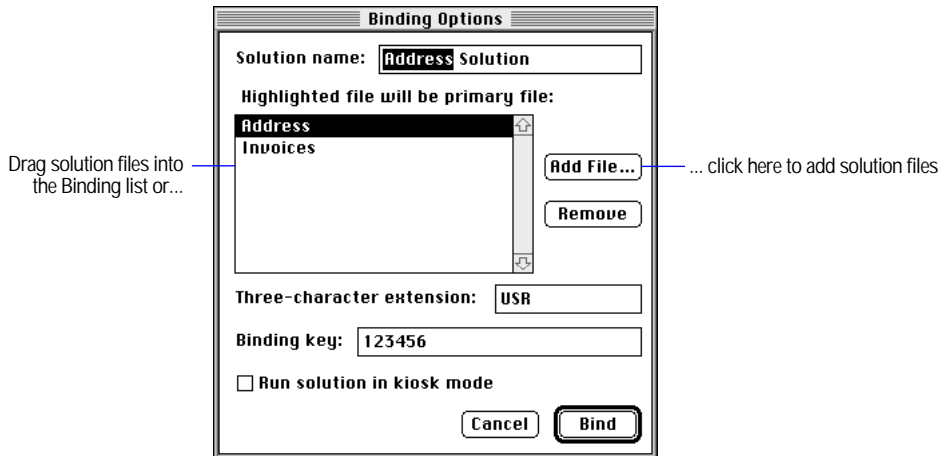 Binding Options
Solution name: Address Solution
Highlighted file will be primary file:
Address
Invoices
Drag solution files into
the Binding list or...
Add File...
... click here to add solution files
Remove
Three-character extension: USR
Binding key: 123456
Run solution in kiosk mode
Cancel Bind